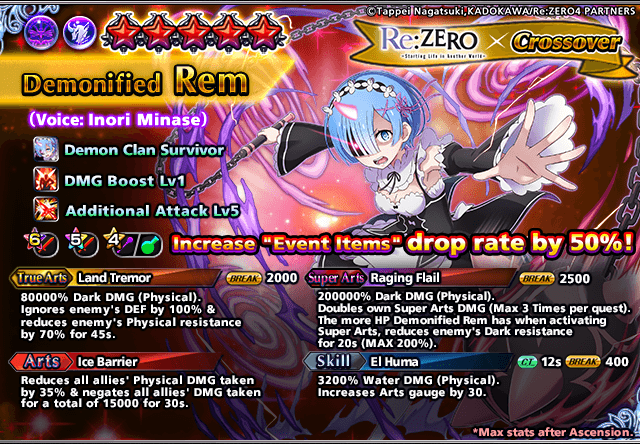 ©Tappei Nagatsuki,KADOKAWA/Re:ZERO4 PARTNERS
Re:ZERO × Crossover
-Starting Life in Another World-
Demonified Rem
(Voice: Inori Minase)
Demon Clan Survivor
DMG Boost Lv1
Additional Attack Lv5
6 5 4
Increase "Event Items" drop rate by 50%!
True Arts Land Tremor BREAK 2000
80000% Dark DMG (Physical).
Ignores enemy's DEF by 100% &
reduces enemy's Physical resistance
by 70% for 45s.
Super Arts Raging Flail BREAK 2500
200000% Dark DMG (Physical).
Doubles own Super Arts DMG (Max 3 Times per quest).
The more HP Demonified Rem has when activating
Super Arts, reduces enemy's Dark resistance
for 20s (MAX 200%).
Arts Ice Barrier
Reduces all allies' Physical DMG taken
by 35% & negates all allies' DMG taken
for a total of 15000 for 30s.
Skill El Huma C.T. 12s BREAK 400
3200% Water DMG (Physical).
Increases Arts gauge by 30.
*Max stats after Ascension.